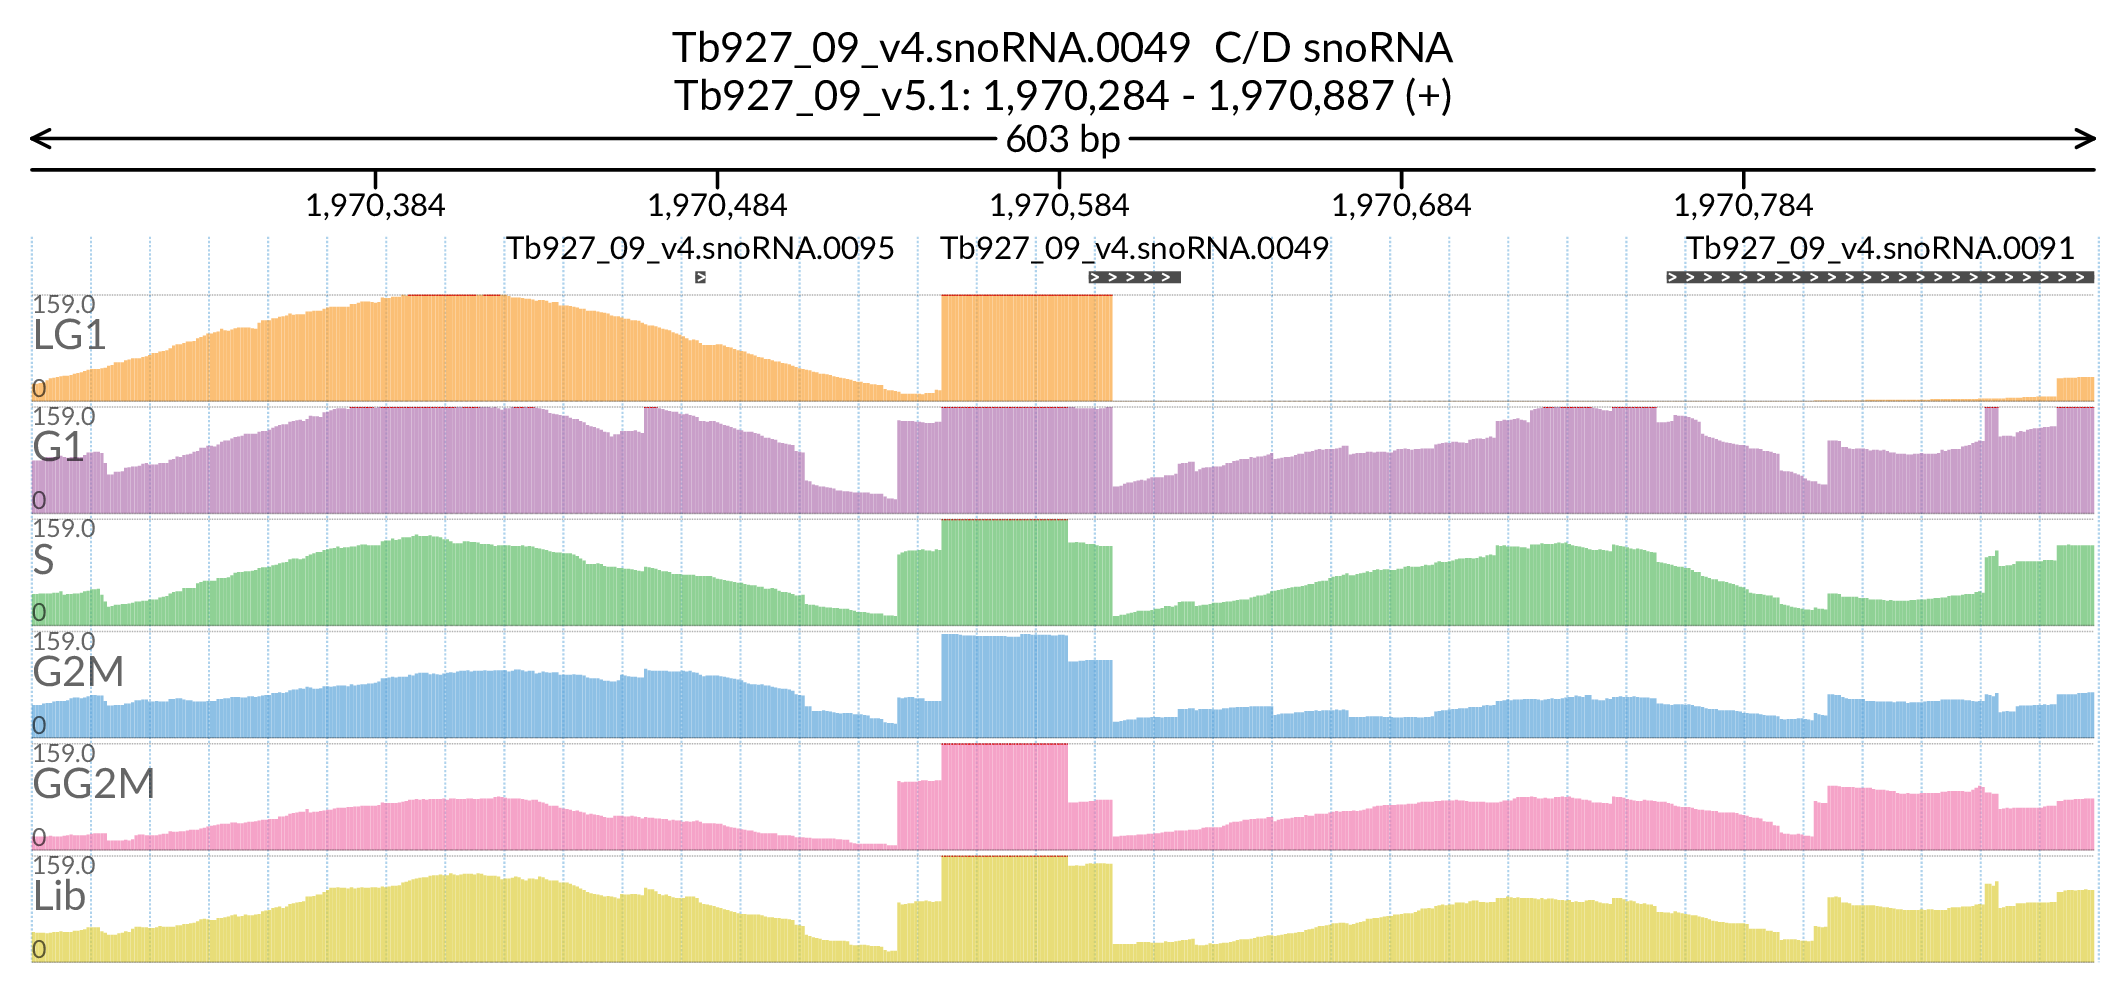 Tb927_09_v4.snoRNA.0049  C/D snoRNA
Tb927_09_v5.1: 1,970,284 - 1,970,887 (+)
603 bp
1,970,384 1,970,484 1,970,584 1,970,684 1,970,784
Tb927_09_v4.snoRNA.0095 Tb927_09_v4.snoRNA.0049 Tb927_09_v4.snoRNA.0091
159.0
LG1
0
159.0
G1
0
159.0
S
0
159.0
G2M
0
159.0
GG2M
0
159.0
Lib
0